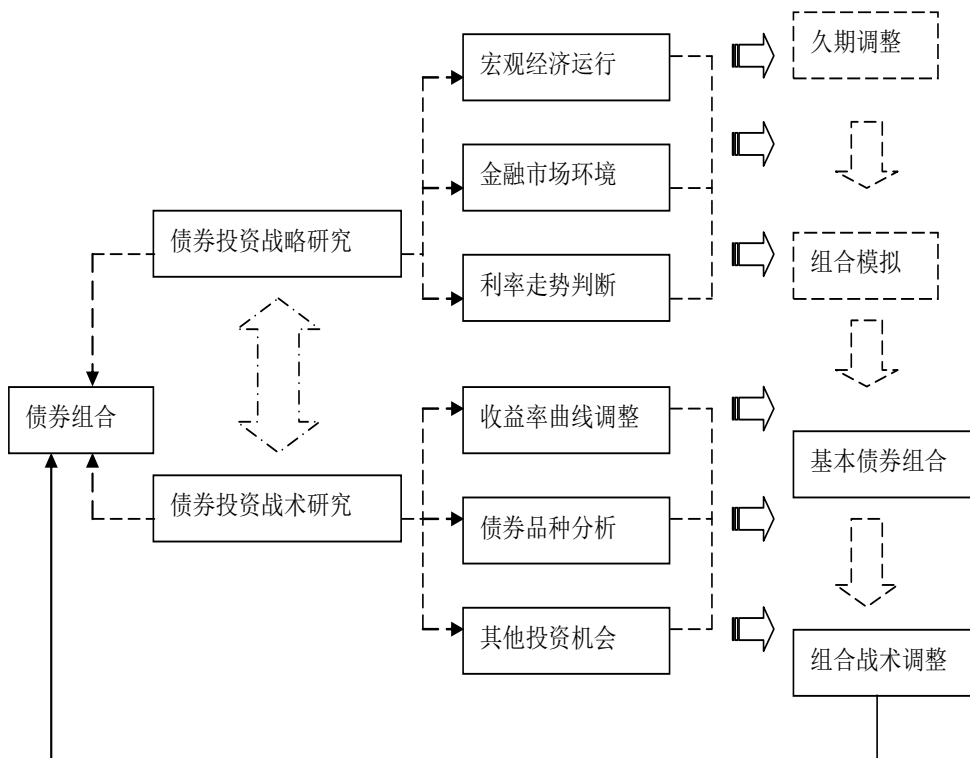 宏观经济运行
久期调整
金融市场环境
债券投资战略研究
组合模拟
利率走势判断
债券组合
收益率曲线调整
基本债券组合
债券投资战术研究
债券品种分析
其他投资机会
组合战术调整